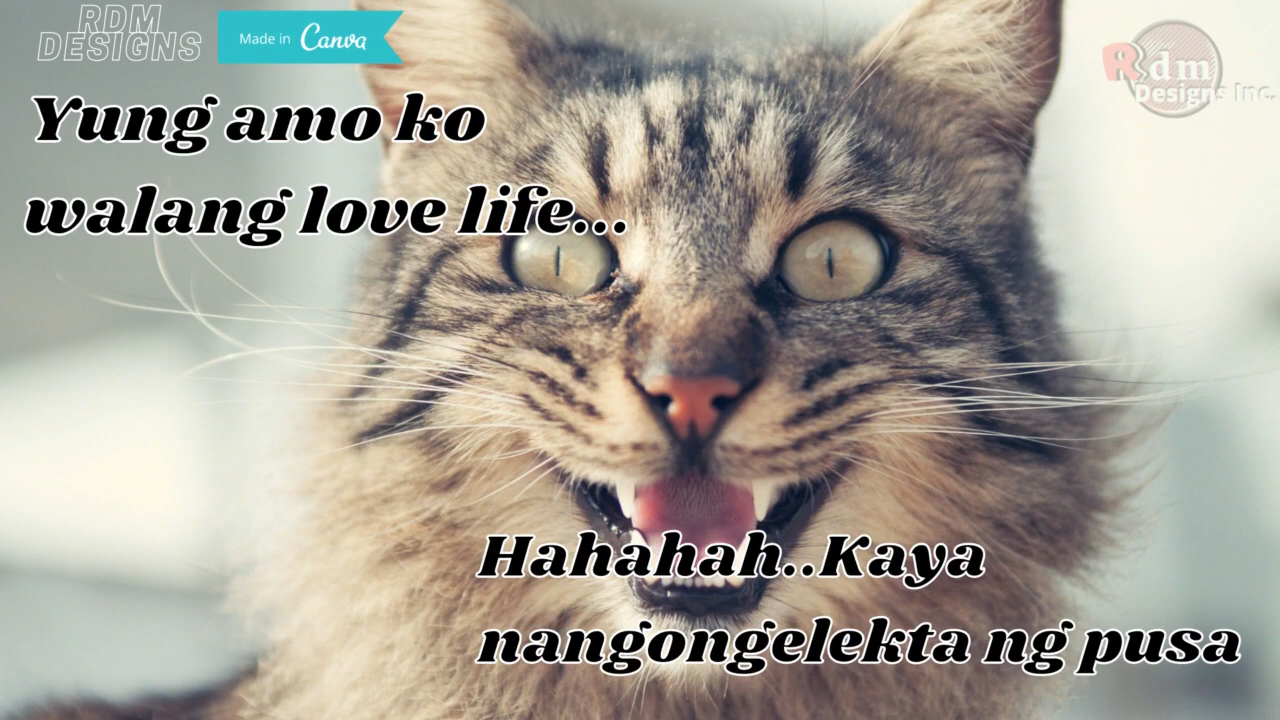 RDM
DESIGNS
Made in Canva
Rdm
Designs Inc.
Yung amo ko
walang love life...
Hahahah..Kaya
nangongelekta ng pusa